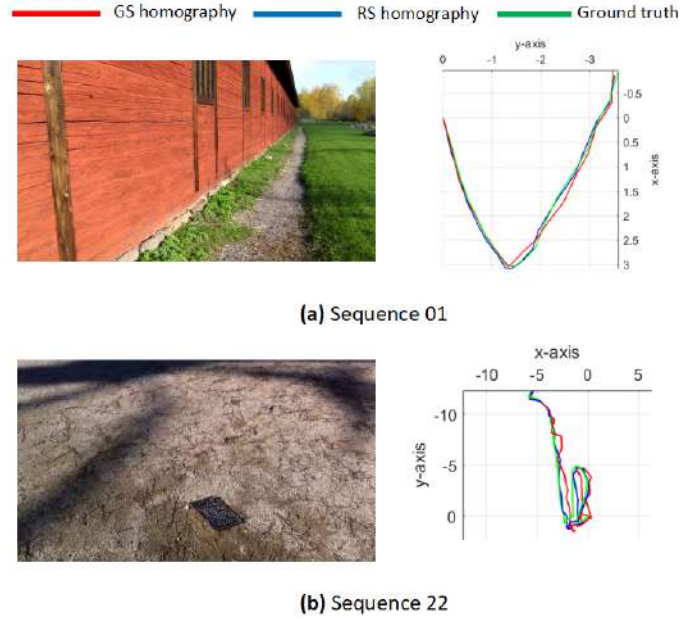 GS homography RS homography Ground truth
y-axis
0 -1 -2 -3
-0.5
0
0.5
1
1.5
2
2.5
3
x-axis
(a) Sequence 01
x-axis
-10 -5 0 5
-10
-5
0
y-axis
(b) Sequence 22